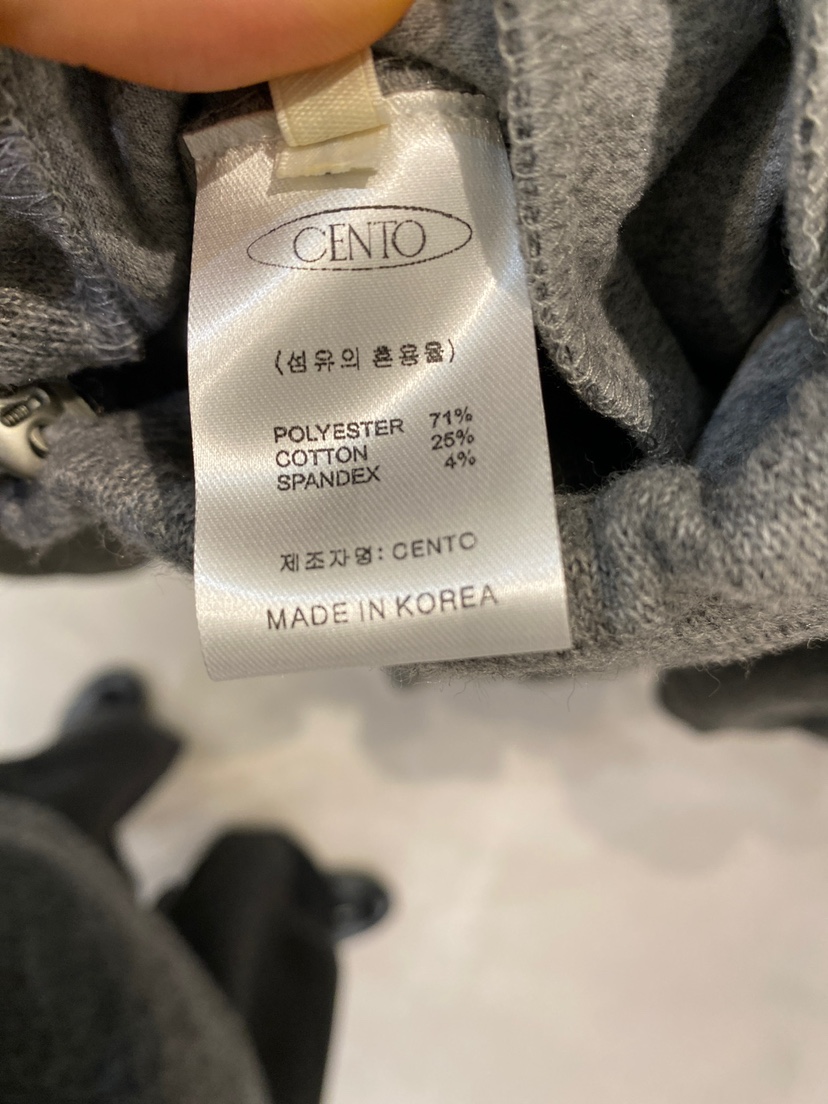 CENTO
(섬유의 혼용율)
POLYESTER 71%
COTTON 25%
SPANDEX 4%
제조자명: CENTO
MADE IN KOREA